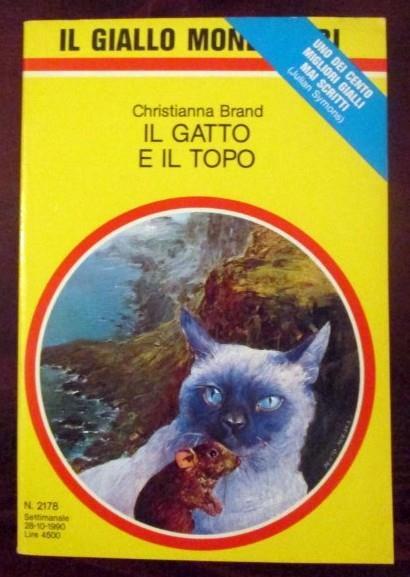 IL GIALLO MON
RI
UNO DEI CENTO
MIGLIORI GIALLI
MAI SCRITTI
(Julian Symons)
Christianna Brand
IL GATTO
E IL TOPO
N. 2178
Settimanale
28-10-1990
Lire 4500